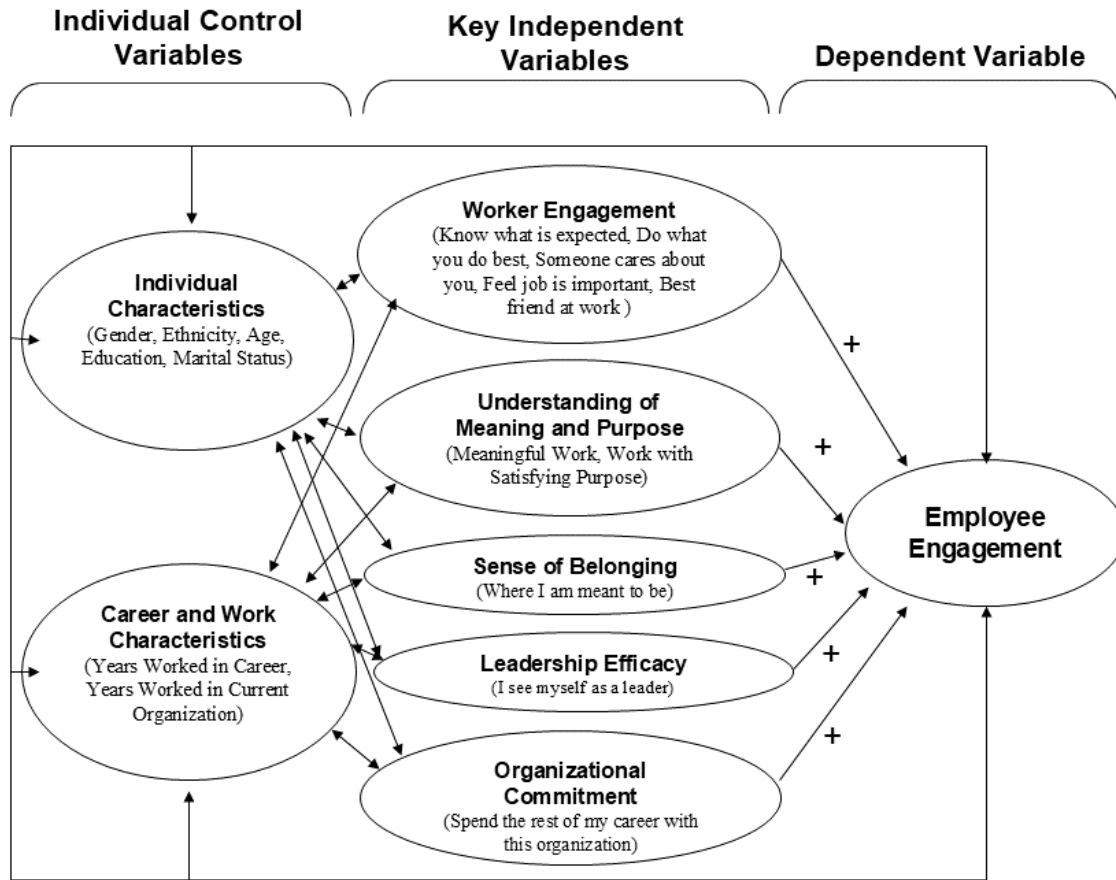 Individual Control
Variables
Key Independent
Variables
Dependent Variable
Worker Engagement
(Know what is expected, Do what
you do best, Someone cares about
you, Feel job is important, Best
friend at work )
Individual
Characteristics
(Gender, Ethnicity, Age,
Education, Marital Status)
+
Understanding of
Meaning and Purpose
(Meaningful Work, Work with
Satisfying Purpose)
+
Employee
Engagement
Sense of Belonging
(Where I am meant to be)
+
Career and Work
Characteristics
(Years Worked in Career,
Years Worked in Current
Organization)
Leadership Efficacy
(I see myself as a leader)
+
+
Organizational
Commitment
(Spend the rest of my career with
this organization)